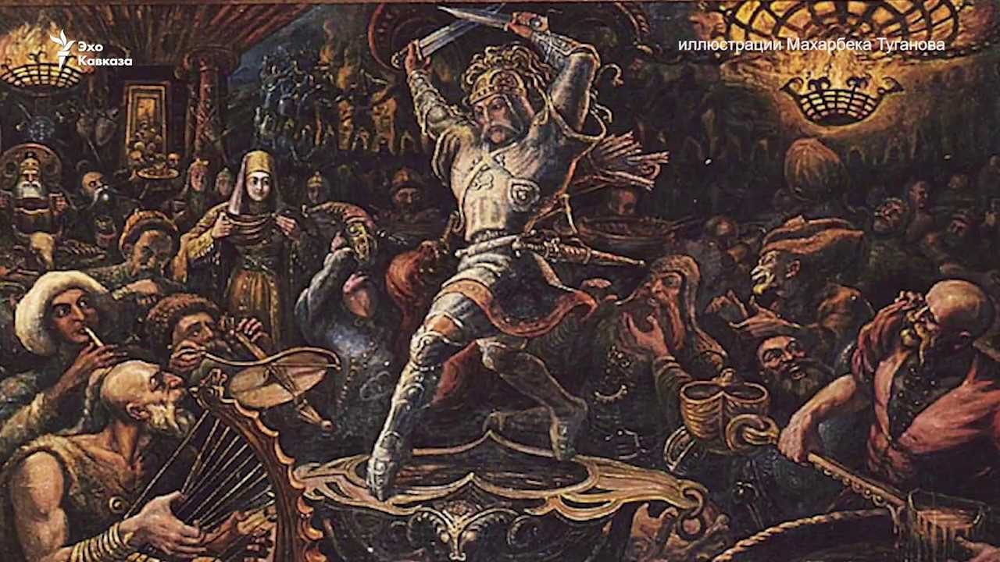 Эхо
Кавказа
иллюстрации Махарбека Туганова